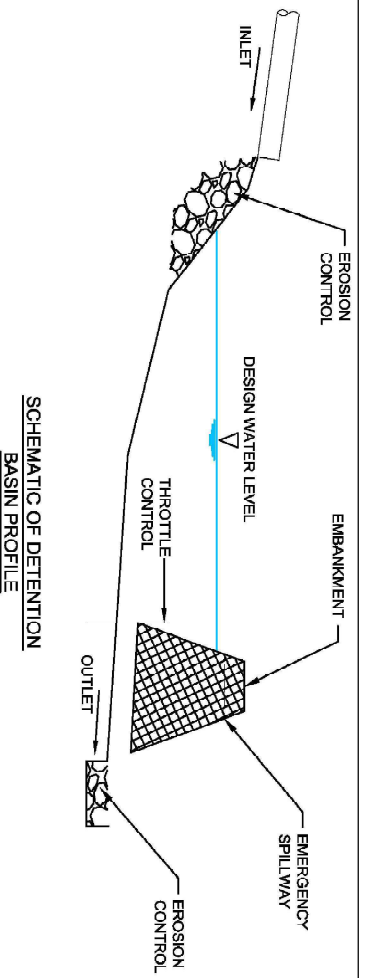 INLET
EROSION
CONTROL
DESIGN WATER LEVEL
EMBANKMENT
THROTTLE
CONTROL
EMERGENCY
SPILLWAY
OUTLET
EROSION
CONTROL
SCHEMATIC OF DETENTION
BASIN PROFILE